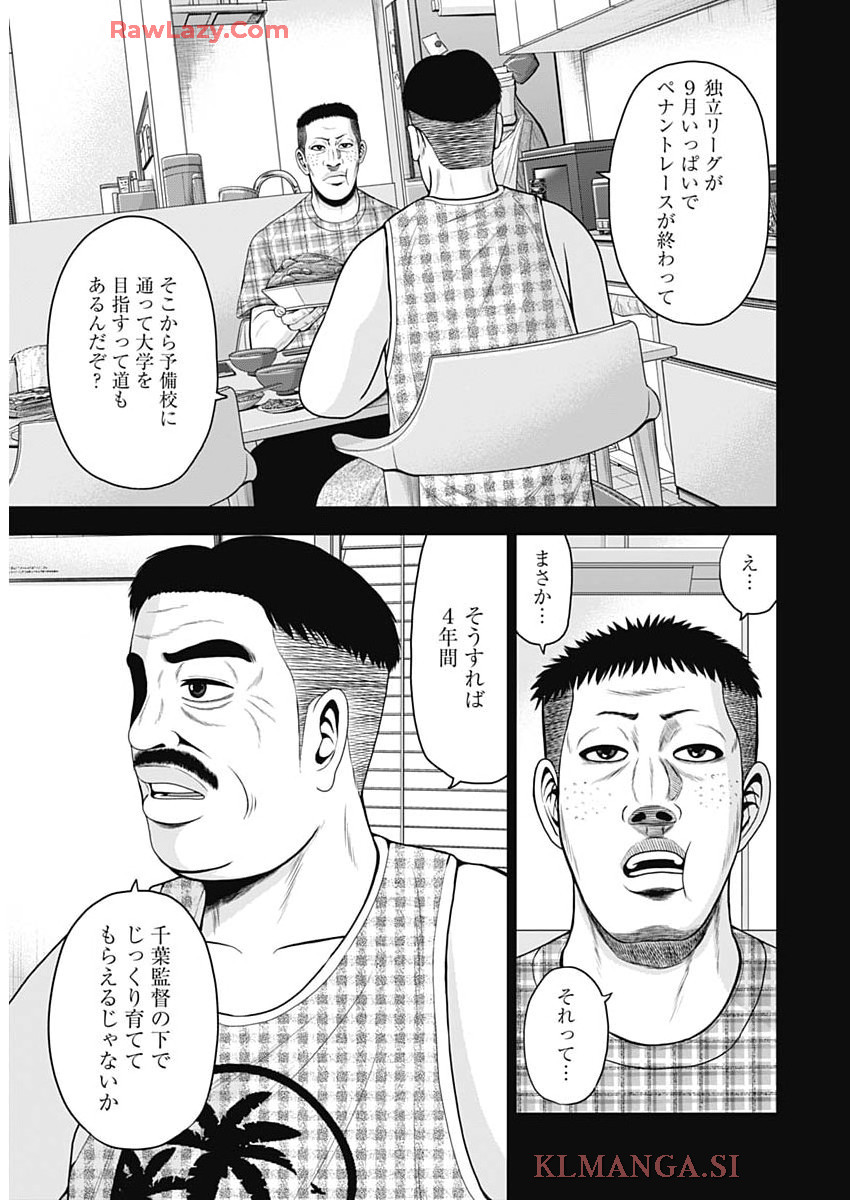 RawLazy.Com
独立リーグが
9月いっぱいで
ペナントレースが終わって
そこから予備校に
通って大学を
目指すって道も
あるんだぞ?
え…
まさか…
それって…
そうすれば
4年間
千葉監督の下で
じっくり育てて
もらえるじゃないか
KLMANGA.SI